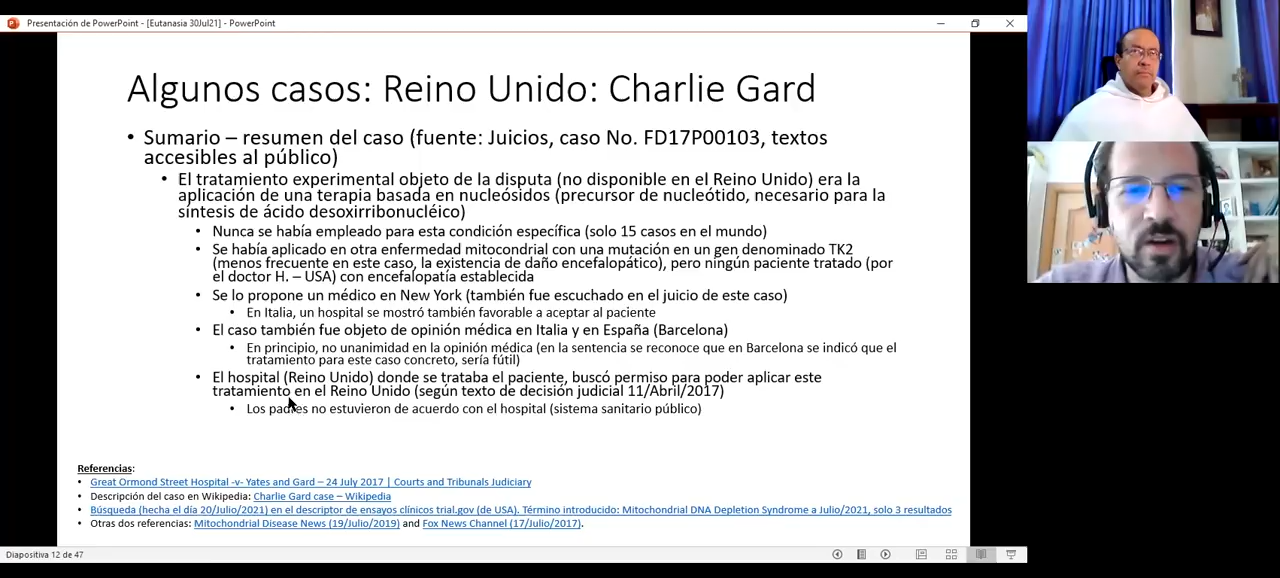 Presentación de PowerPoint - [Eutanasia 30Jul21] - PowerPoint
Algunos casos: Reino Unido: Charlie Gard
• Sumario – resumen del caso (fuente: Juicios, caso No. FD17P00103, textos
accesibles al público)
• El tratamiento experimental objeto de la disputa (no disponible en el Reino Unido) era la
aplicación de una terapia basada en nucleósidos (precursor de nucleótido, necesario para la
síntesis de ácido desoxirribonucléico)
• Nunca se había empleado para esta condición específica (solo 15 casos en el mundo)
• Se había aplicado en otra enfermedad mitocondrial con una mutación en un gen denominado TK2
(menos frecuente en este caso, la existencia de daño encefalopático), pero ningún paciente tratado (por
el doctor H. – USA) con encefalopatía establecida
• Se lo propone un médico en New York (también fue escuchado en el juicio de este caso)
• En Italia, un hospital se mostró también favorable a aceptar al paciente
• El caso también fue objeto de opinión médica en Italia y en España (Barcelona)
• En principio, no unanimidad en la opinión médica (en la sentencia se reconoce que en Barcelona se indicó que el
tratamiento para este caso concreto, sería fútil)
• El hospital (Reino Unido) donde se trataba el paciente, buscó permiso para poder aplicar este
tratamiento en el Reino Unido (según texto de decisión judicial 11/Abril/2017)
• Los padres no estuvieron de acuerdo con el hospital (sistema sanitario público)
Referencias:
• Great Ormond Street Hospital -v- Yates and Gard – 24 July 2017 | Courts and Tribunals Judiciary
• Descripción del caso en Wikipedia: Charlie Gard case – Wikipedia
• Búsqueda (hecha el día 20/Julio/2021) en el descriptor de ensayos clínicos trial.gov (de USA). Término introducido: Mitochondrial DNA Depletion Syndrome a Julio/2021, solo 3 resultados
• Otras dos referencias: Mitochondrial Disease News (19/Julio/2019) and Fox News Channel (17/Julio/2017).
Diapositiva 12 de 47